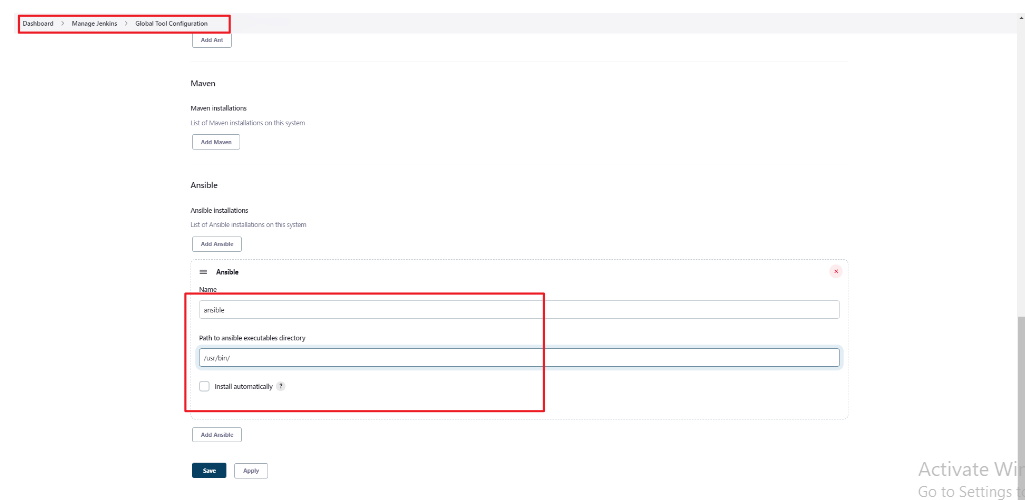 Dashboard > Manage Jenkins > Global Tool Configuration
Add Ant
Maven
Maven installations
List of Maven installations on this system
Add Maven
Ansible
Ansible installations
List of Ansible installations on this system
Add Ansible
Ansible
Name
ansible
Path to ansible executables directory
/usr/bin/
Install automatically ?
Add Ansible
Save Apply
Activate Win
Go to Settings t